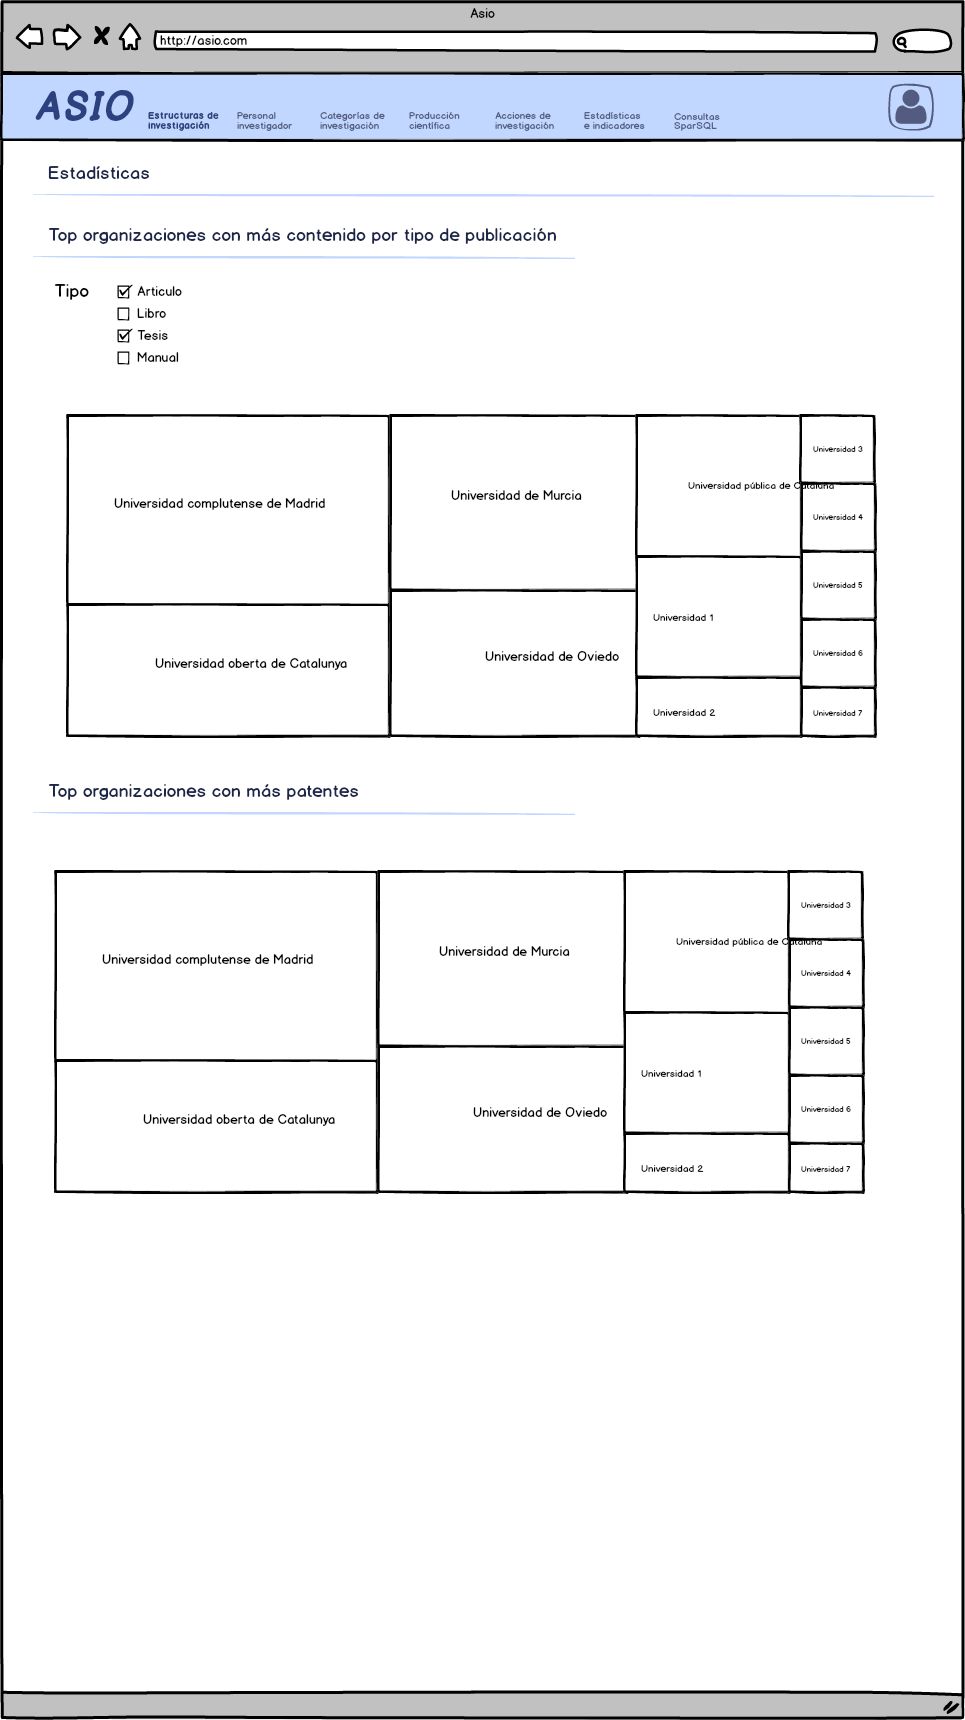 Asio
http://asio.com
ASIO
Estructuras de
investigación
Personal
investigador
Categorías de
investigación
Producción
científica
Acciones de
investigación
Estadísticas
e indicadores
Consultas
SparSQL
Estadísticas
Top organizaciones con más contenido por tipo de publicación
Tipo
Articulo
Libro
Tesis
Manual
Universidad complutense de Madrid
Universidad de Murcia
Universidad pública de Cataluna
Universidad 3
Universidad 4
Universidad 5
Universidad 1
Universidad oberta de Catalunya
Universidad de Oviedo
Universidad 6
Universidad 2
Universidad 7
Top organizaciones con más patentes
Universidad complutense de Madrid
Universidad de Murcia
Universidad pública de Cataluna
Universidad 3
Universidad 4
Universidad 5
Universidad 1
Universidad oberta de Catalunya
Universidad de Oviedo
Universidad 6
Universidad 2
Universidad 7